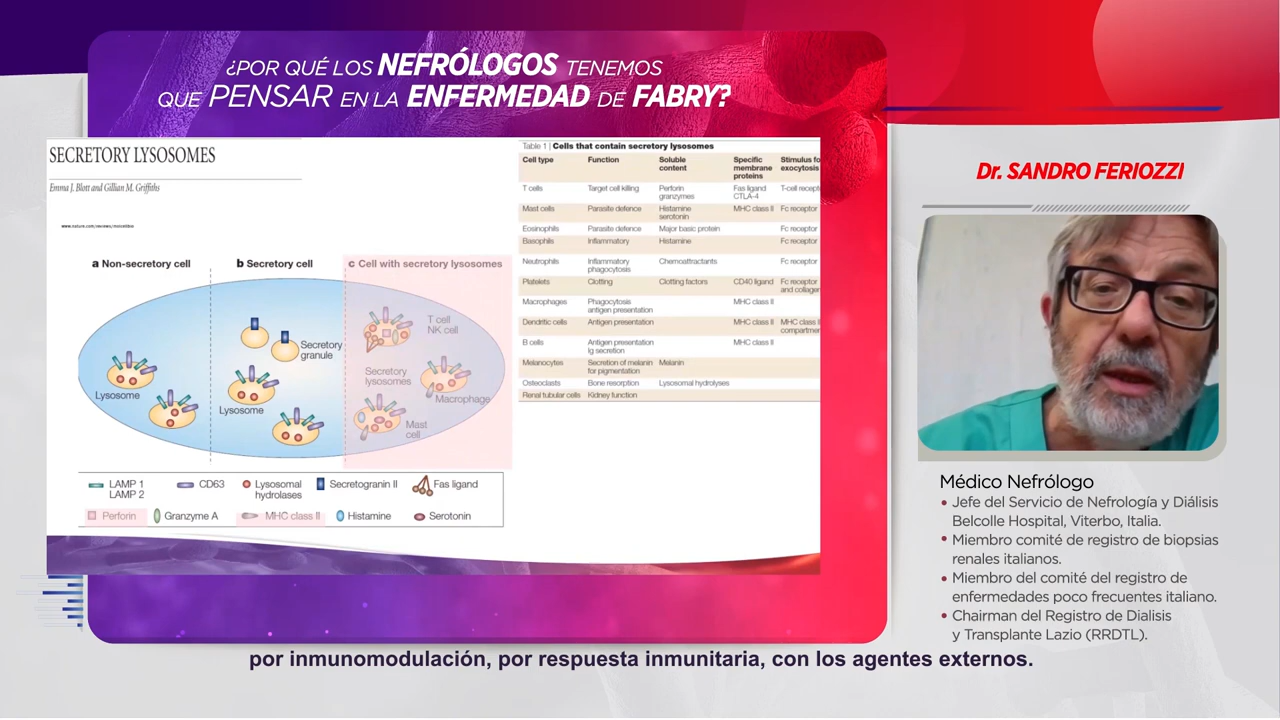 ¿POR QUÉ LOS NEFRÓLOGOS TENEMOS
QUE PENSAR EN LA ENFERMEDAD DE FABRY?
SECRETORY LYSOSOMES
Emma J. Blott and Gillian M. Griffiths
a Non-secretory cell
b Secretory cell
c Cell with secretory lysosomes
T cell
NK cell
Secretory
granule
Secretory
lysosomes
Lysosome
Lysosome
Macrophage
Mast
cell
LAMP 1
LAMP 2
CD63
Lysosomal
hydrolases
Secretogranin II
Fas ligand
Perforin
Granzyme A
MHC class II
Histamine
Serotonin
Table 1 | Cells that contain secretory lysosomes
Cell type Function Soluble content Specific membrane proteins Stimulus fo exocytosis
T cells Target cell killing Perforin granzymes Fas ligand CTLA-4 T-cell recept
Mast cells Parasite defence Histamine serotonin MHC class II Fc receptor
Eosinophils Parasite defence Major basic protein Fc receptor
Basophils Inflammatory Histamine Fc receptor
Neutrophils Inflammatory phagocytosis Chemoattractants Fc receptor
Platelets Clotting Clotting factors CD40 ligand Fc receptor and collagen
Macrophages Phagocytosis antigen presentation MHC class II
Dendritic cells Antigen presentation MHC class II MHC class II compartmen
B cells Antigen presentation Ig secretion MHC class II
Melanocytes Secretion of melanin for pigmentation Melanin
Osteoclasts Bone resorption Lysosomal hydrolyses
Renal tubular cells Kidney function
Dr. SANDRO FERIOZZI
Médico Nefrólogo
• Jefe del Servicio de Nefrología y Diálisis
Belcolle Hospital, Viterbo, Italia.
• Miembro comité de registro de biopsias
renales italianos.
• Miembro del comité del registro de
enfermedades poco frecuentes italiano.
• Chairman del Registro de Dialisis
y Transplante Lazio (RRDTL).
por inmunomodulación, por respuesta inmunitaria, con los agentes externos.